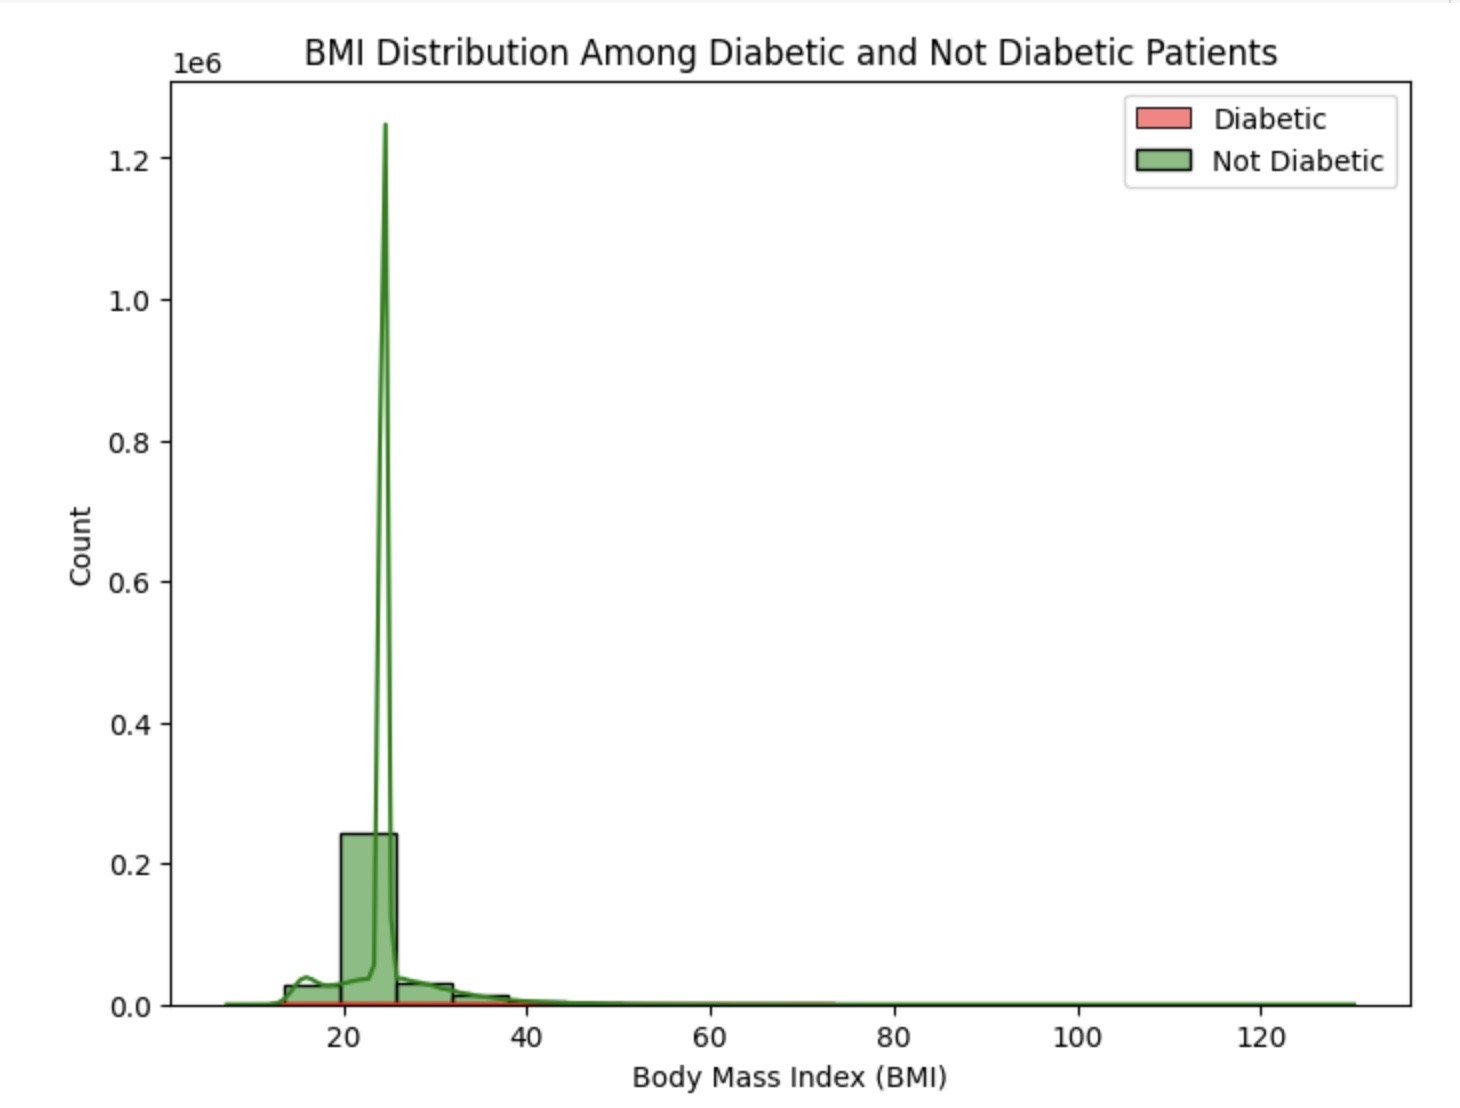 BMI Distribution Among Diabetic and Not Diabetic Patients
1e6
Diabetic
Not Diabetic
1.2
1.0
0.8
0.6
0.4
0.2
0.0
Count
20 40 60 80 100 120
Body Mass Index (BMI)